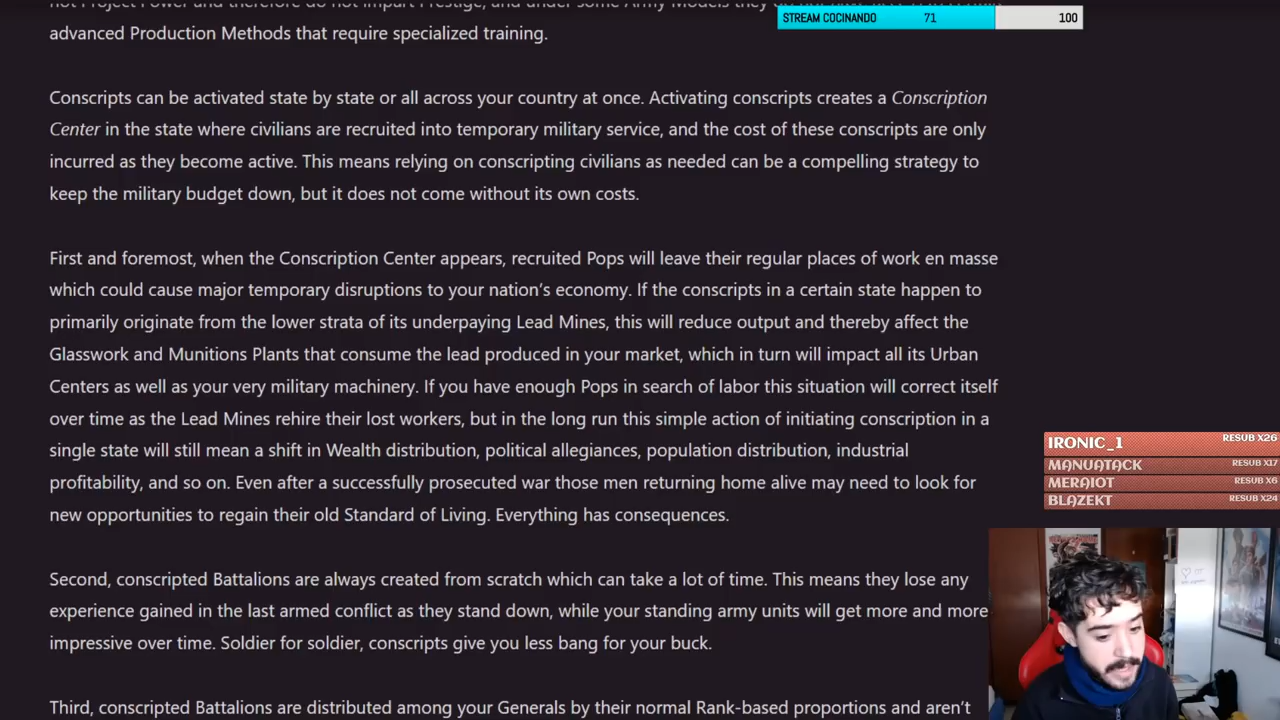 not Project Power and therefore do not impart Prestige, and under some Army Models they
advanced Production Methods that require specialized training.
STREAM COCINANDO 71 100
Conscripts can be activated state by state or all across your country at once. Activating conscripts creates a Conscription
Center in the state where civilians are recruited into temporary military service, and the cost of these conscripts are only
incurred as they become active. This means relying on conscripting civilians as needed can be a compelling strategy to
keep the military budget down, but it does not come without its own costs.
First and foremost, when the Conscription Center appears, recruited Pops will leave their regular places of work en masse
which could cause major temporary disruptions to your nation's economy. If the conscripts in a certain state happen to
primarily originate from the lower strata of its underpaying Lead Mines, this will reduce output and thereby affect the
Glasswork and Munitions Plants that consume the lead produced in your market, which in turn will impact all its Urban
Centers as well as your very military machinery. If you have enough Pops in search of labor this situation will correct itself
over time as the Lead Mines rehire their lost workers, but in the long run this simple action of initiating conscription in a
single state will still mean a shift in Wealth distribution, political allegiances, population distribution, industrial
profitability, and so on. Even after a successfully prosecuted war those men returning home alive may need to look for
new opportunities to regain their old Standard of Living. Everything has consequences.
IRONIC_1 RESUB X26
MANUATACK RESUB X17
MERAIOT RESUB X6
BLAZEKT RESUB X24
Second, conscripted Battalions are always created from scratch which can take a lot of time. This means they lose any
experience gained in the last armed conflict as they stand down, while your standing army units will get more and more
impressive over time. Soldier for soldier, conscripts give you less bang for your buck.
Third, conscripted Battalions are distributed among your Generals by their normal Rank-based proportions and aren't